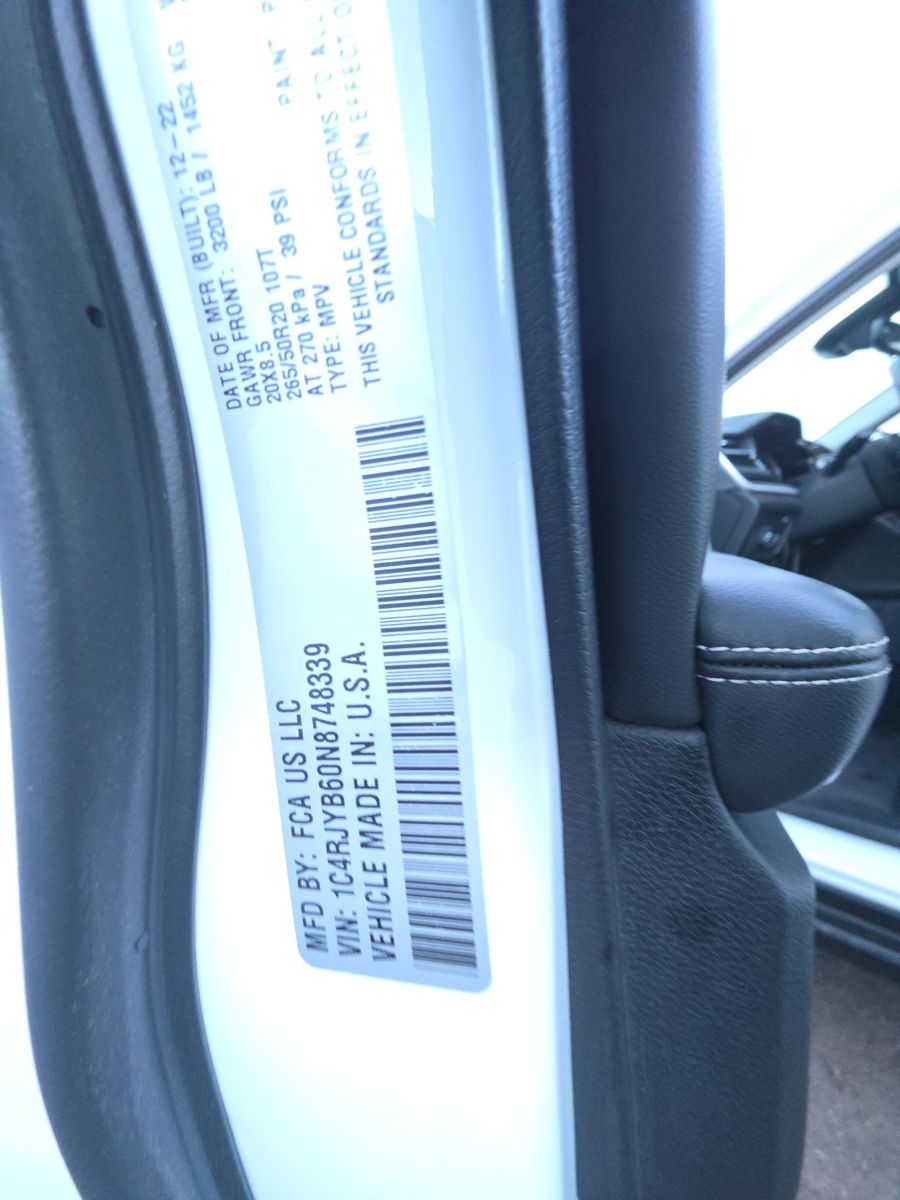 MFD BY: FCA US LLC
DATE OF MFR (BUILT): 12-22
GAWR FRONT: 3200 LB / 1452 KG
20X8.5
265/50R20 107T
AT 270 kPa / 39 PSI PAINT
TYPE: MPV
THIS VEHICLE CONFORMS TO ALL
STANDARDS IN EFFECT
VIN: 1C4RJYB60N8748339
VEHICLE MADE IN: U.S.A.